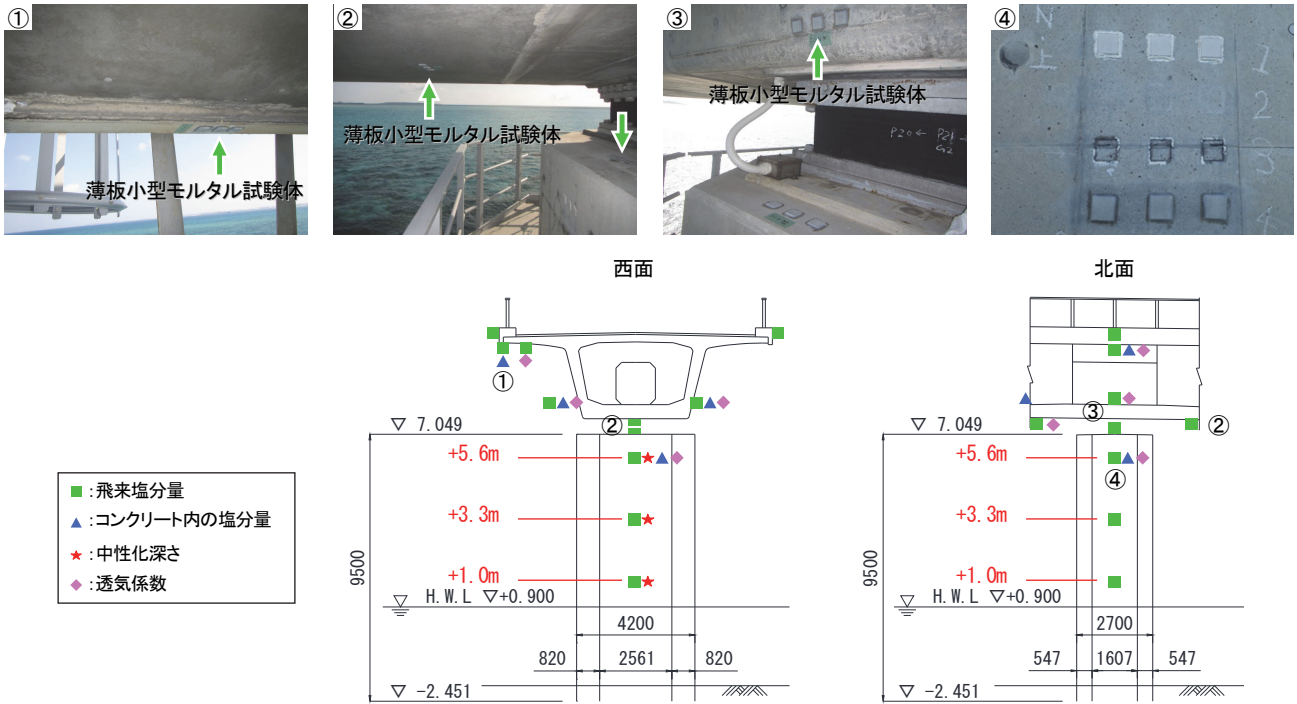 ①
薄板小型モルタル試験体
②
薄板小型モルタル試験体
③
薄板小型モルタル試験体
P20← P21→
G2
④
N
1
2
3
4
西面
①
②
▽ 7.049
+5.6m
+3.3m
+1.0m
H.W.L ▽+0.900
9500
4200
820 2561 820
▽ -2.451
北面
③
②
▽ 7.049
+5.6m
④
+3.3m
+1.0m
H.W.L ▽+0.900
9500
2700
547 1607 547
▽ -2.451
:飛来塩分量
:コンクリート内の塩分量
:中性化深さ
:透気係数